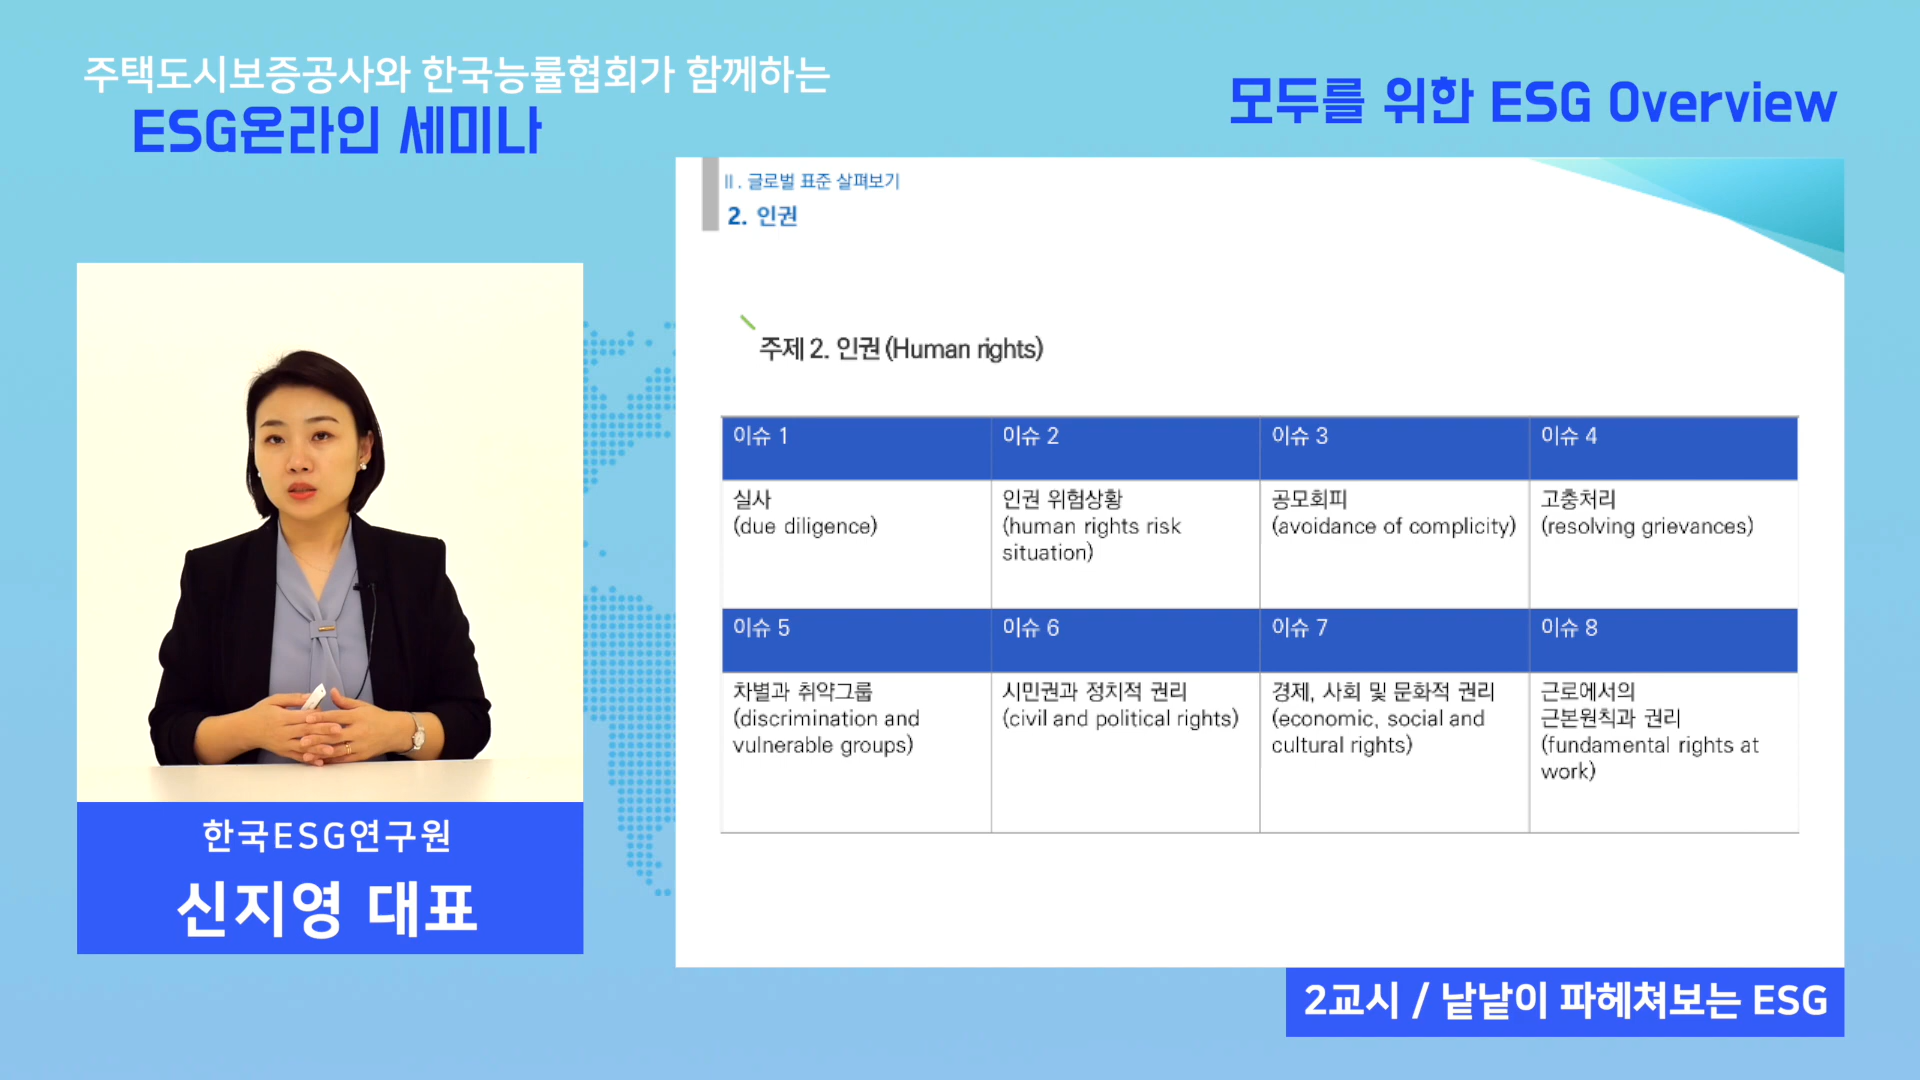 주택도시보증공사와 한국능률협회가 함께하는
ESG온라인 세미나
모두를 위한 ESG Overview
Ⅱ. 글로벌 표준 살펴보기
2. 인권
주제 2. 인권(Human rights)
이슈 1
이슈 2
이슈 3
이슈 4
실사
(due diligence)
인권 위험상황
(human rights risk
situation)
공모회피
(avoidance of complicity)
고충처리
(resolving grievances)
이슈 5
이슈 6
이슈 7
이슈 8
차별과 취약그룹
(discrimination and
vulnerable groups)
시민권과 정치적 권리
(civil and political rights)
경제, 사회 및 문화적 권리
(economic, social and
cultural rights)
근로에서의
근본원칙과 권리
(fundamental rights at
work)
한국ESG연구원
신지영 대표
2교시 / 낱낱이 파헤쳐보는 ESG